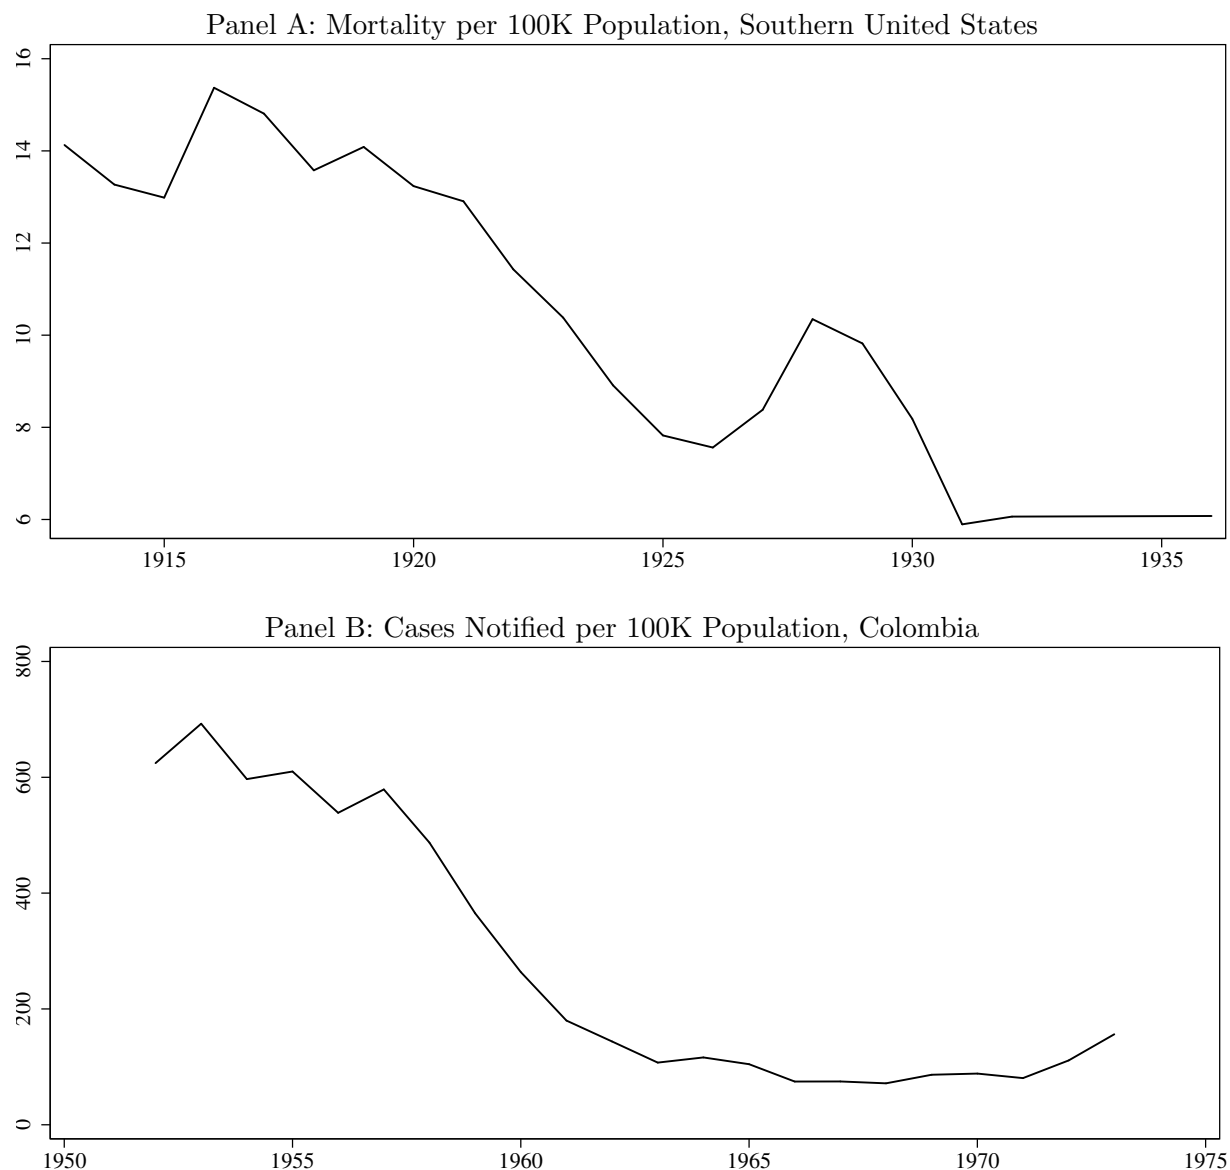 Panel A: Mortality per 100K Population, Southern United States
16
14
12
10
8
6
1915 1920 1925 1930 1935
Panel B: Cases Notified per 100K Population, Colombia
800
600
400
200
0
1950 1955 1960 1965 1970 1975